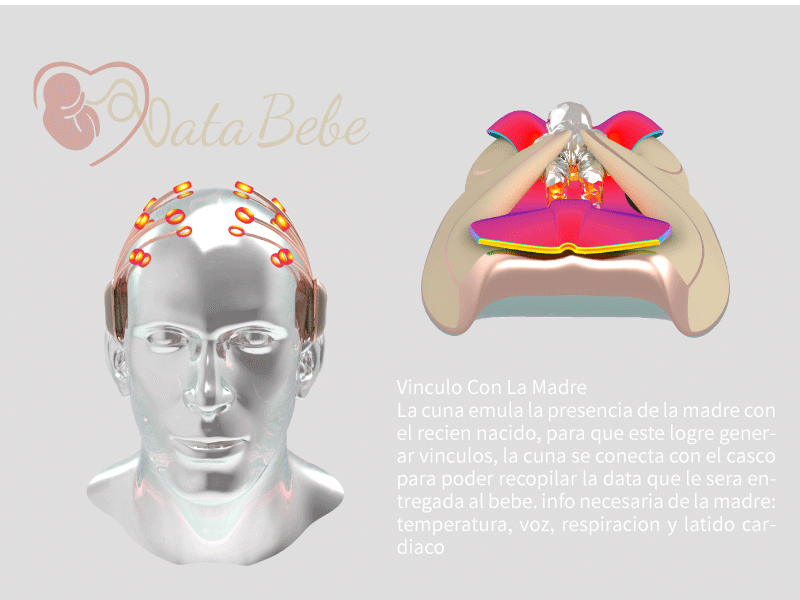 Nata Bebe
Vinculo Con La Madre
La cuna emula la presencia de la madre con
el recien nacido, para que este logre gener-
ar vinculos, la cuna se conecta con el casco
para poder recopilar la data que le sera en-
tregada al bebe. info necesaria de la madre:
temperatura, voz, respiracion y latido car-
diaco